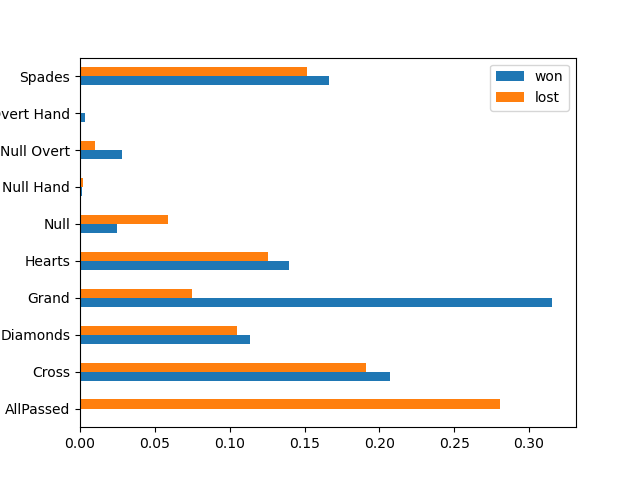 Spades
Overt Hand
Null Overt
Null Hand
Null
Hearts
Grand
Diamonds
Cross
AllPassed
0.00 0.05 0.10 0.15 0.20 0.25 0.30
won
lost